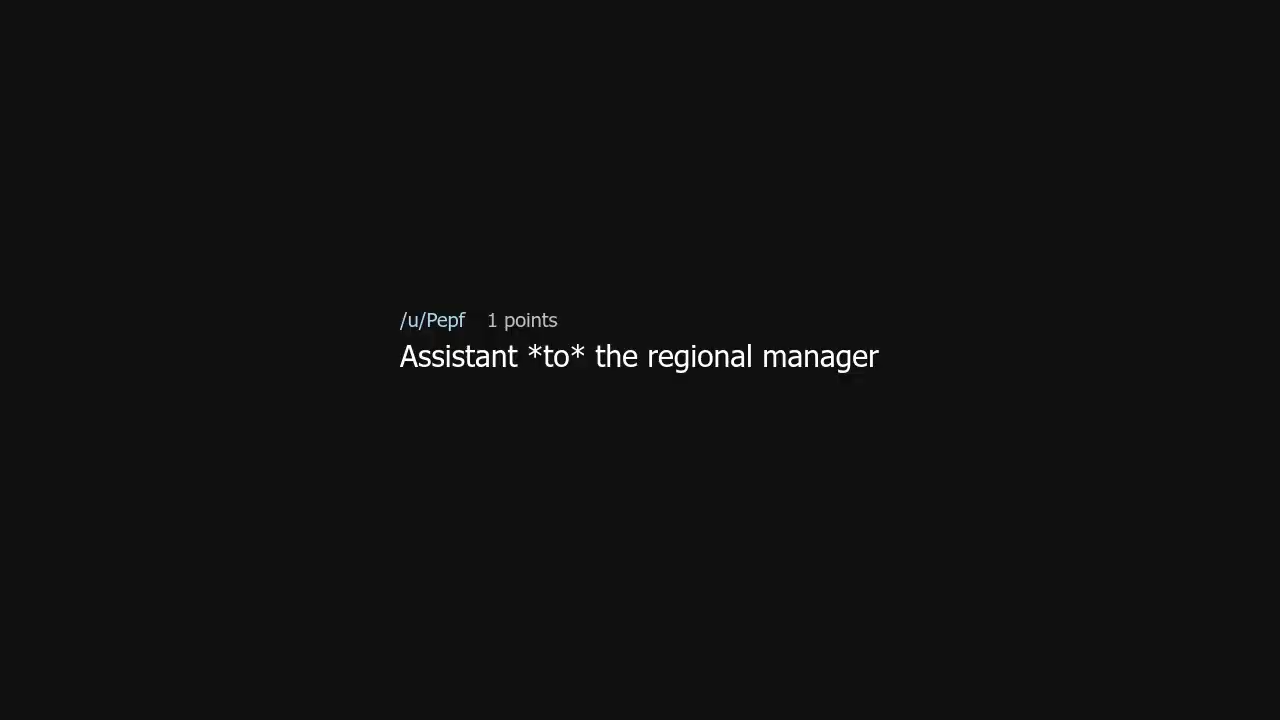 /u/Pepf 1 points
Assistant *to* the regional manager